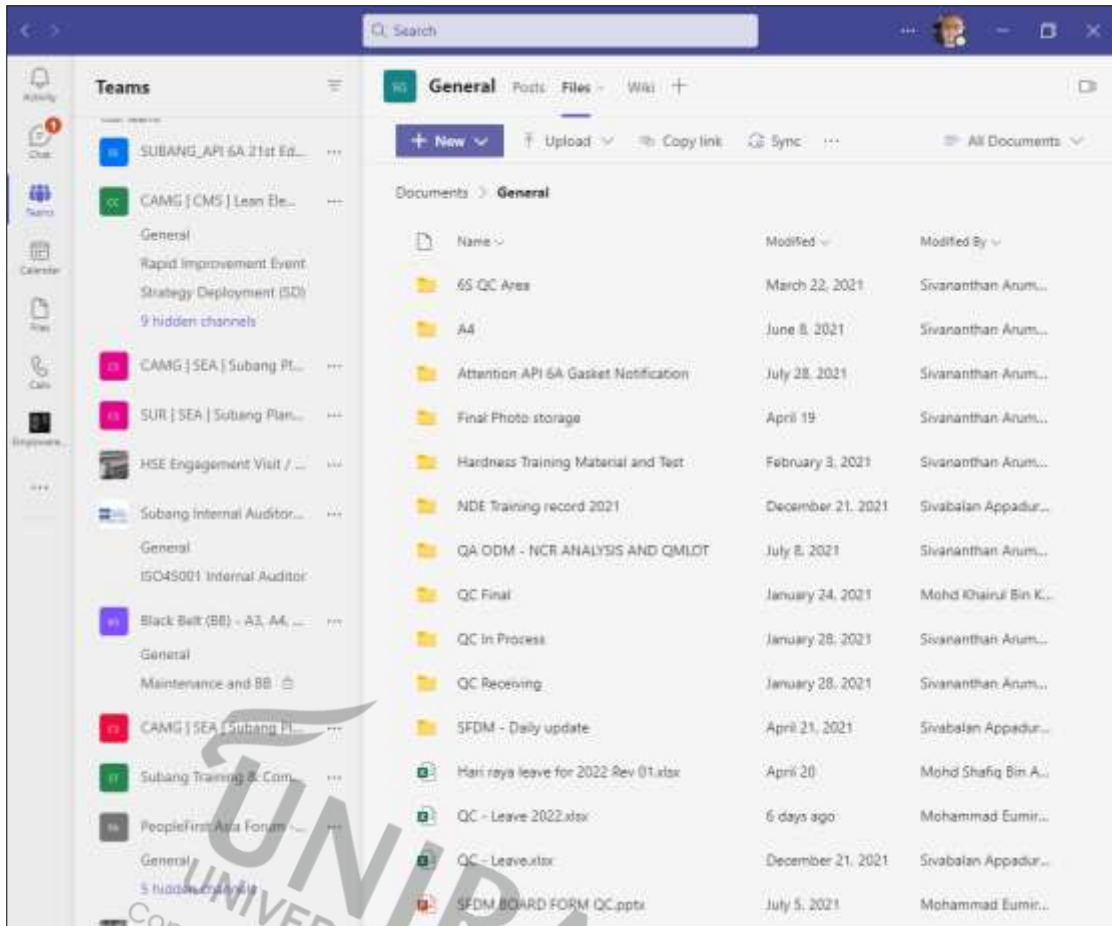 Search
Activity
Chat
1
Teams
Calendar
Files
Calls
Teams
SUBANG_API 6A 21st Ed...
CAMG | CMS | Lean Ele...
General
Rapid Improvement Event
Strategy Deployment (SD)
9 hidden channels
CAMG | SEA | Subang Pl...
SUR | SEA | Subang Plan...
HSE Engagement Visit / ...
Subang Internal Auditor...
General
ISO45001 Internal Auditor
Black Belt (BB) - A3, A4, ...
General
Maintenance and BB
CAMG | SEA | Subang Pl...
Subang Training & Com...
PeopleFirst Asia Forum -...
General
5 hidden channels
General Posts Files Wiki +
+ New Upload Copy link Sync ... All Documents
Documents > General
Name Modified Modified By
6S QC Area March 22, 2021 Sivananthan Arum...
A4 June 8, 2021 Sivananthan Arum...
Attention API 6A Gasket Notification July 28, 2021 Sivananthan Arum...
Final Photo storage April 19 Sivananthan Arum...
Hardness Training Material and Test February 3, 2021 Sivananthan Arum...
NDE Training record 2021 December 21, 2021 Sivabalan Appadur...
QA ODM - NCR ANALYSIS AND QMLOT July 8, 2021 Sivananthan Arum...
QC Final January 24, 2021 Mohd Khairul Bin K...
QC In Process January 28, 2021 Sivananthan Arum...
QC Receiving January 28, 2021 Sivananthan Arum...
SFDM - Daily update April 21, 2021 Sivabalan Appadur...
Hari raya leave for 2022 Rev 01.xlsx April 20 Mohd Shafiq Bin A...
QC - Leave 2022.xlsx 6 days ago Mohammad Eumir...
QC - Leave.xlsx December 21, 2021 Sivabalan Appadur...
SFDM BOARD FORM QC.pptx July 5, 2021 Mohammad Eumir...